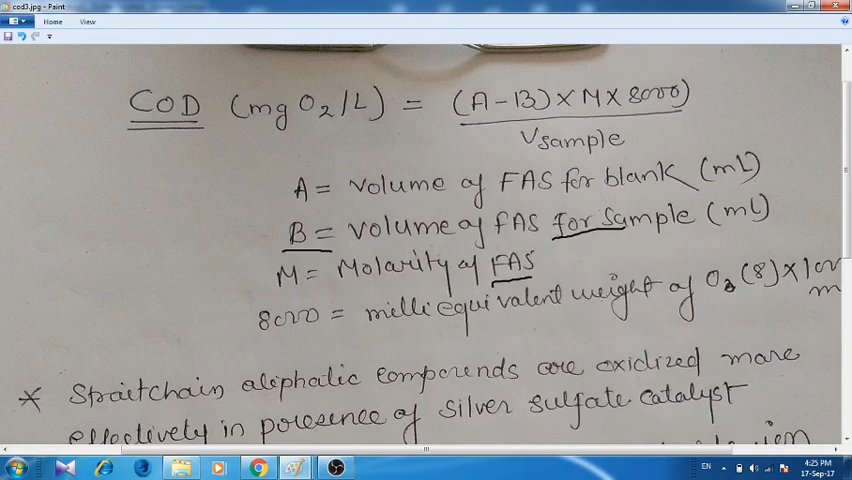 cod3.jpg - Paint
Home View
COD (mg O2/L) = (A-B) × M × 8000)
Vsample
A = volume of FAS for blank (mL)
B = volume of FAS for sample (mL)
M = Molarity of FAS
8000 = milli equivalent weight of O2 (8) ×
* Straitchain aliphatic compounds are oxidized more
effectively in presence of silver sulfate catalyst
EN
4:25 PM
17-Sep-17